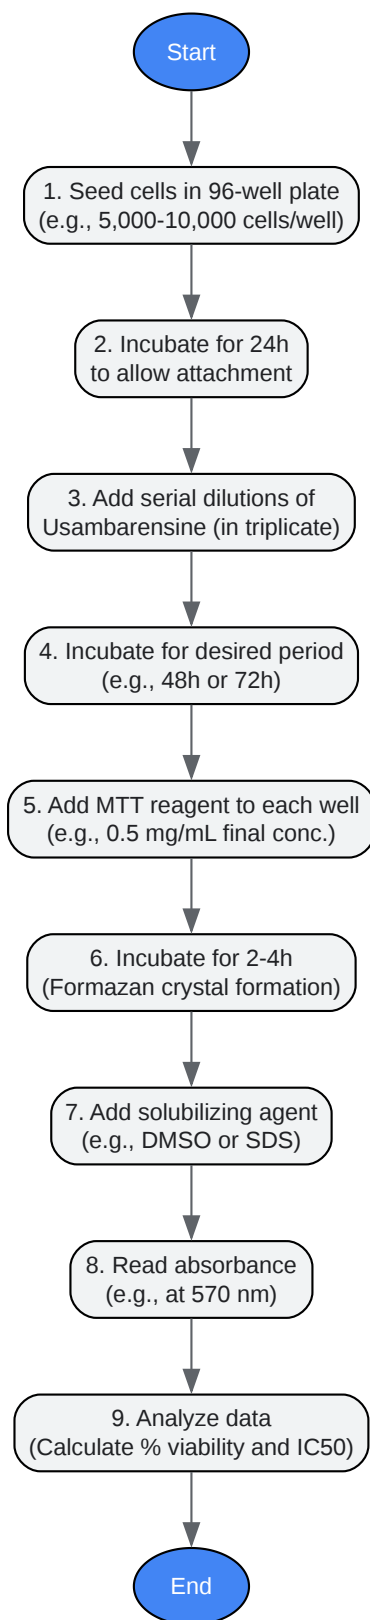 Start
1. Seed cells in 96-well plate
(e.g., 5,000-10,000 cells/well)
2. Incubate for 24h
to allow attachment
3. Add serial dilutions of
Usambarensine (in triplicate)
4. Incubate for desired period
(e.g., 48h or 72h)
5. Add MTT reagent to each well
(e.g., 0.5 mg/mL final conc.)
6. Incubate for 2-4h
(Formazan crystal formation)
7. Add solubilizing agent
(e.g., DMSO or SDS)
8. Read absorbance
(e.g., at 570 nm)
9. Analyze data
(Calculate % viability and IC50)
End